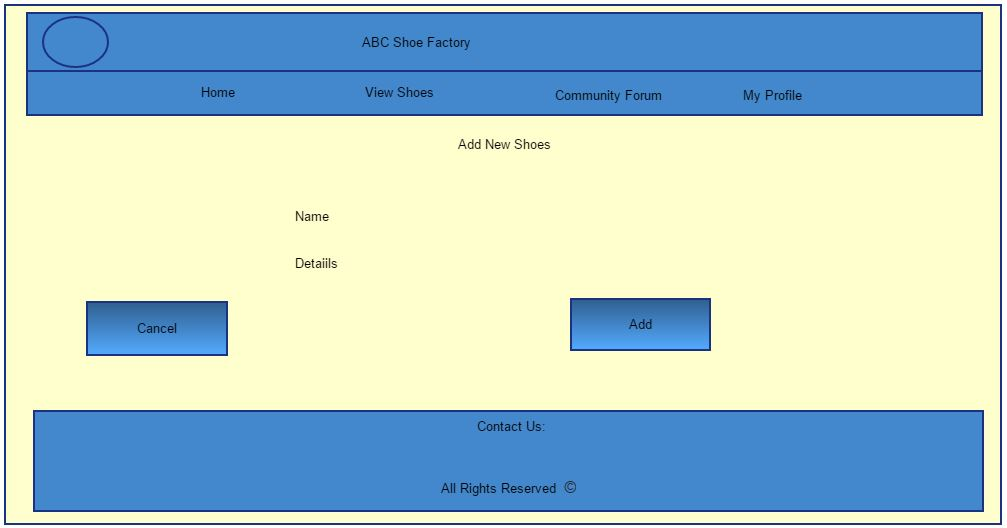 ABC Shoe Factory
Home View Shoes Community Forum My Profile
Add New Shoes
Name
Detaiils
Cancel Add
Contact Us:
All Rights Reserved ©